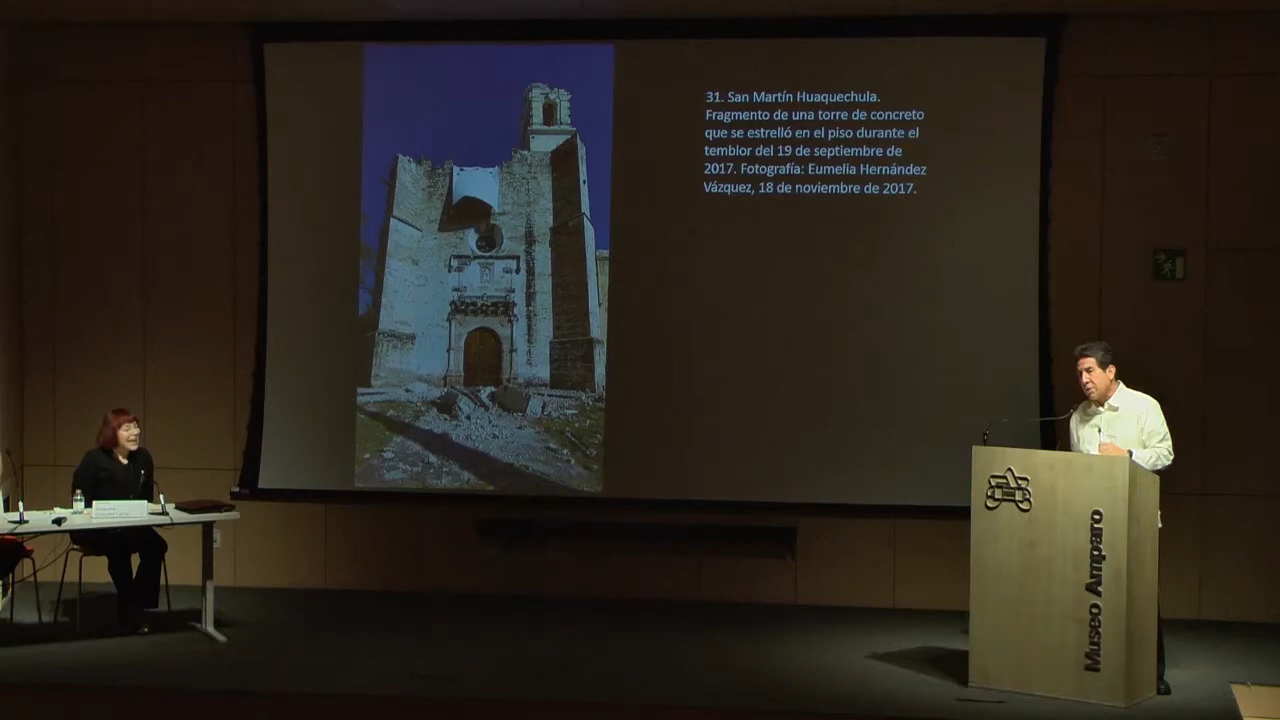 31. San Martín Huaquechula.
Fragmento de una torre de concreto
que se estrelló en el piso durante el
temblor del 19 de septiembre de
2017. Fotografía: Eumelia Hernández
Vázquez, 18 de noviembre de 2017.
Museo Amparo